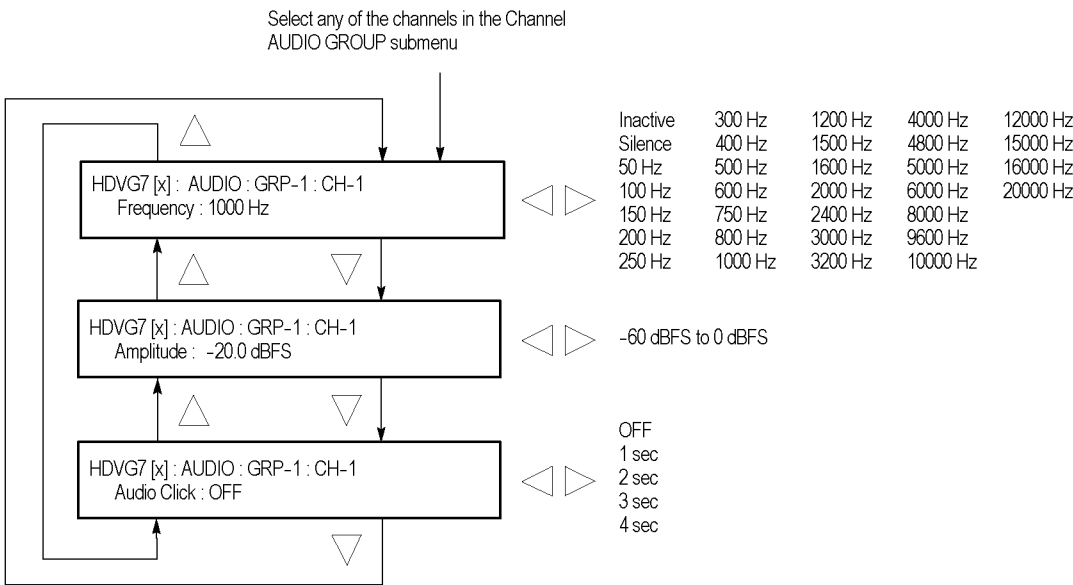 Select any of the channels in the Channel
AUDIO GROUP submenu
HDVG7 [x] : AUDIO : GRP-1 : CH-1
Frequency : 1000 Hz
Inactive 300 Hz 1200 Hz 4000 Hz 12000 Hz
Silence 400 Hz 1500 Hz 4800 Hz 15000 Hz
50 Hz 500 Hz 1600 Hz 5000 Hz 16000 Hz
100 Hz 600 Hz 2000 Hz 6000 Hz 20000 Hz
150 Hz 750 Hz 2400 Hz 8000 Hz
200 Hz 800 Hz 3000 Hz 9600 Hz
250 Hz 1000 Hz 3200 Hz 10000 Hz
HDVG7 [x] : AUDIO : GRP-1 : CH-1
Amplitude : -20.0 dBFS
-60 dBFS to 0 dBFS
HDVG7 [x] : AUDIO : GRP-1 : CH-1
Audio Click : OFF
OFF
1 sec
2 sec
3 sec
4 sec